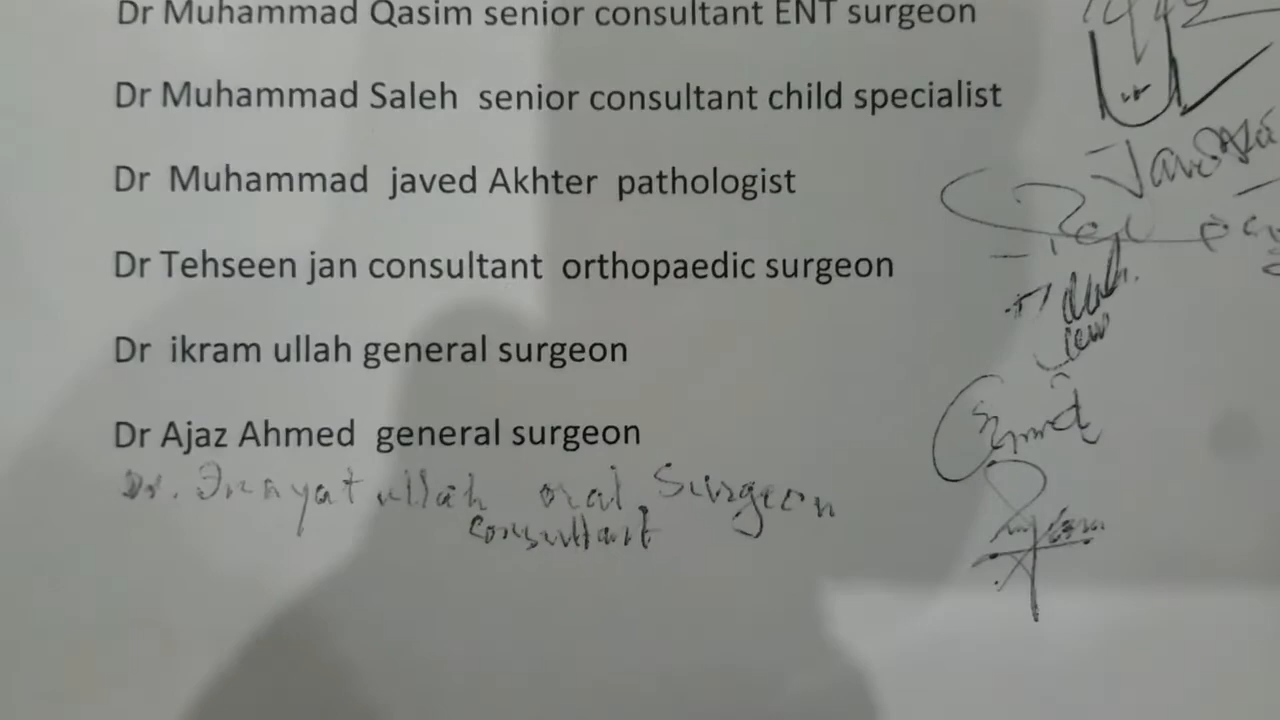 Dr Muhammad Qasim senior consultant ENT surgeon
Dr Muhammad Saleh senior consultant child specialist
Dr Muhammad javed Akhter pathologist
Dr Tehseen jan consultant orthopaedic surgeon
Dr ikram ullah general surgeon
Dr Ajaz Ahmed general surgeon
Dr. Inayat ullah oral Surgeon
consultant